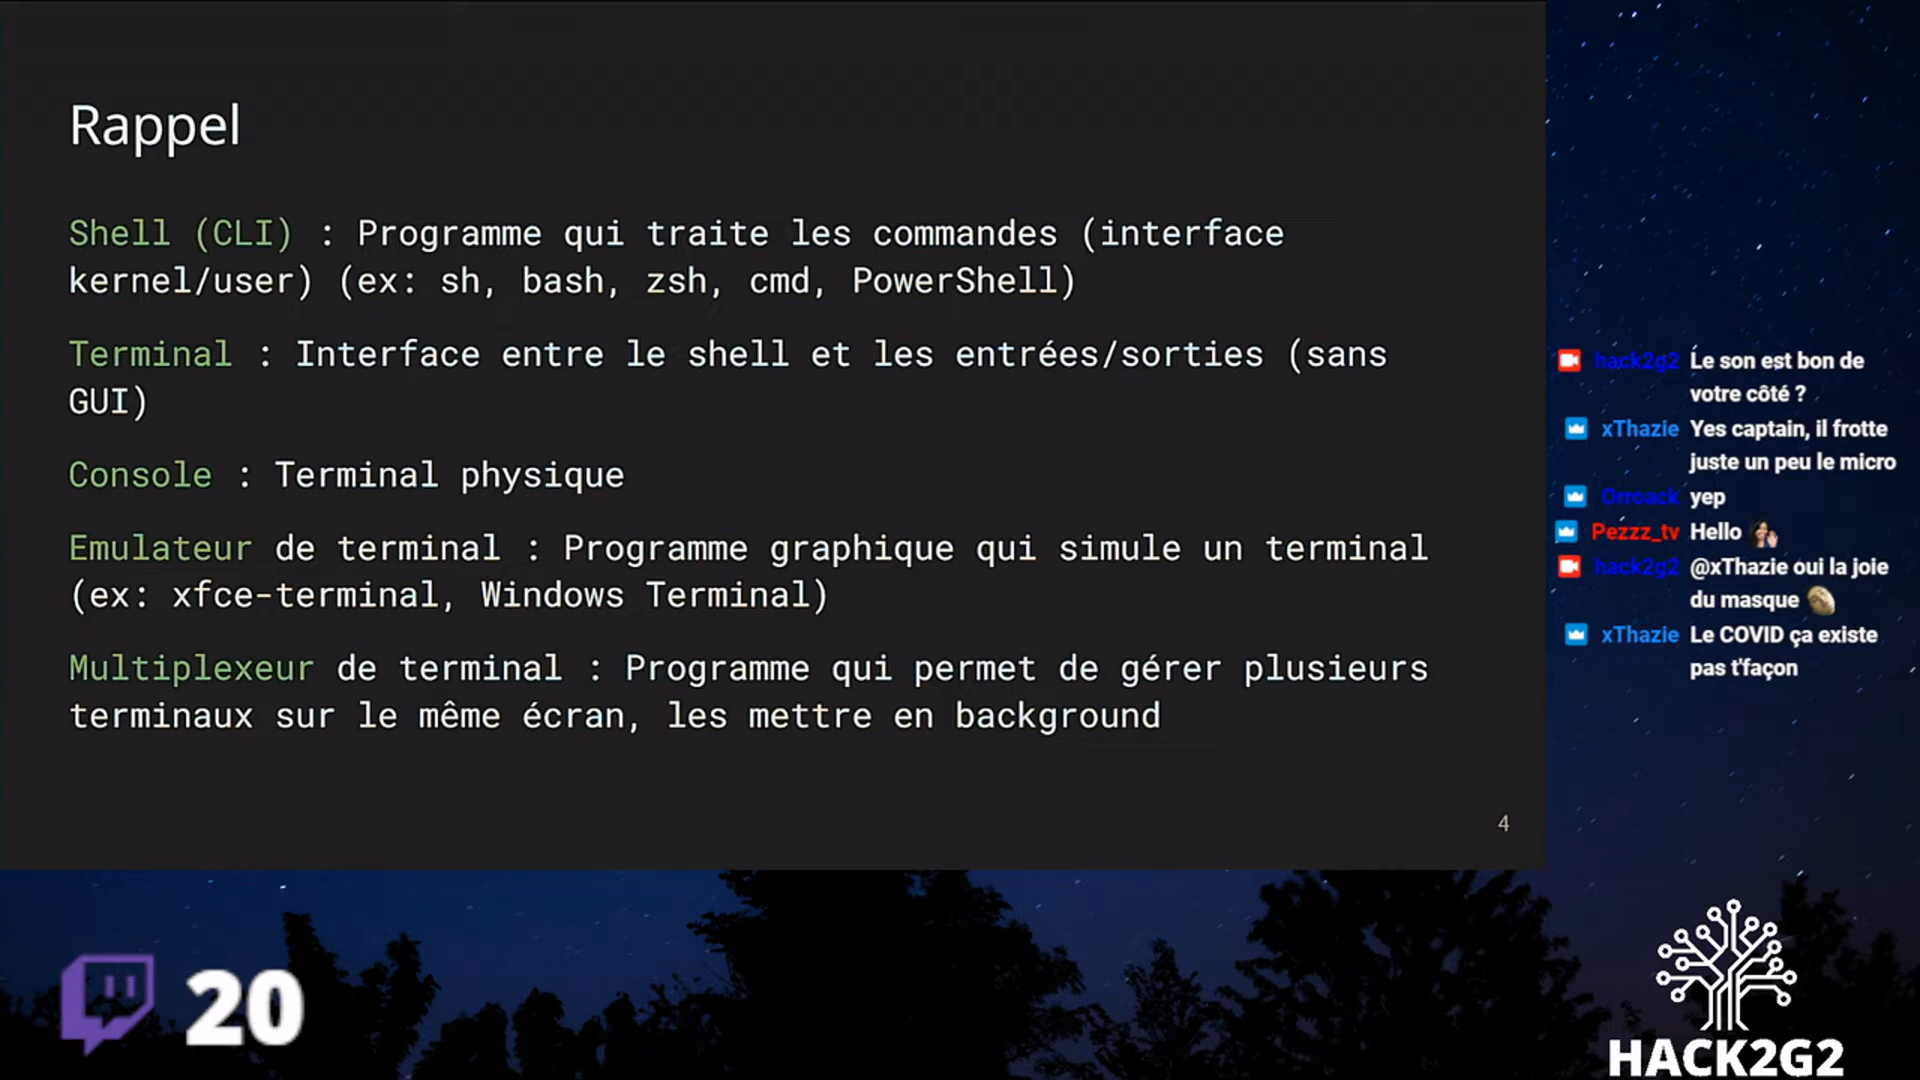 Rappel
Shell (CLI) : Programme qui traite les commandes (interface
kernel/user) (ex: sh, bash, zsh, cmd, PowerShell)
Terminal : Interface entre le shell et les entrées/sorties (sans
GUI)
Console : Terminal physique
Emulateur de terminal : Programme graphique qui simule un terminal
(ex: xfce-terminal, Windows Terminal)
Multiplexeur de terminal : Programme qui permet de gérer plusieurs
terminaux sur le même écran, les mettre en background
4
hack2g2 Le son est bon de
votre côté ?
xThazie Yes captain, il frotte
juste un peu le micro
Orroack yep
Pezzz_tv Hello
hack2g2 @xThazie oui la joie
du masque
xThazie Le COVID ça existe
pas t'façon
20
HACK2G2